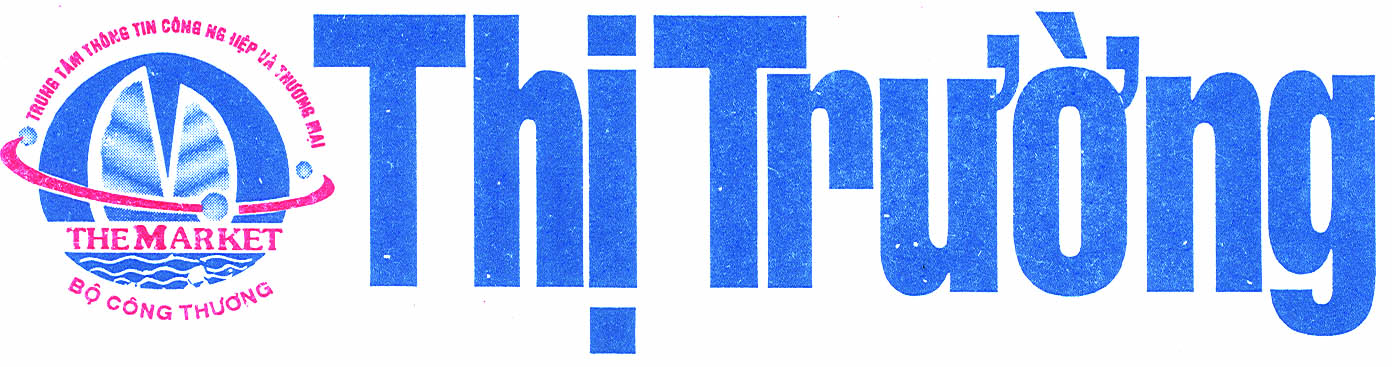 TRUNG TÂM THÔNG TIN CÔNG NGHIỆP VÀ THƯƠNG MẠI
THE MARKET
BỘ CÔNG THƯƠNG
Thị Trường